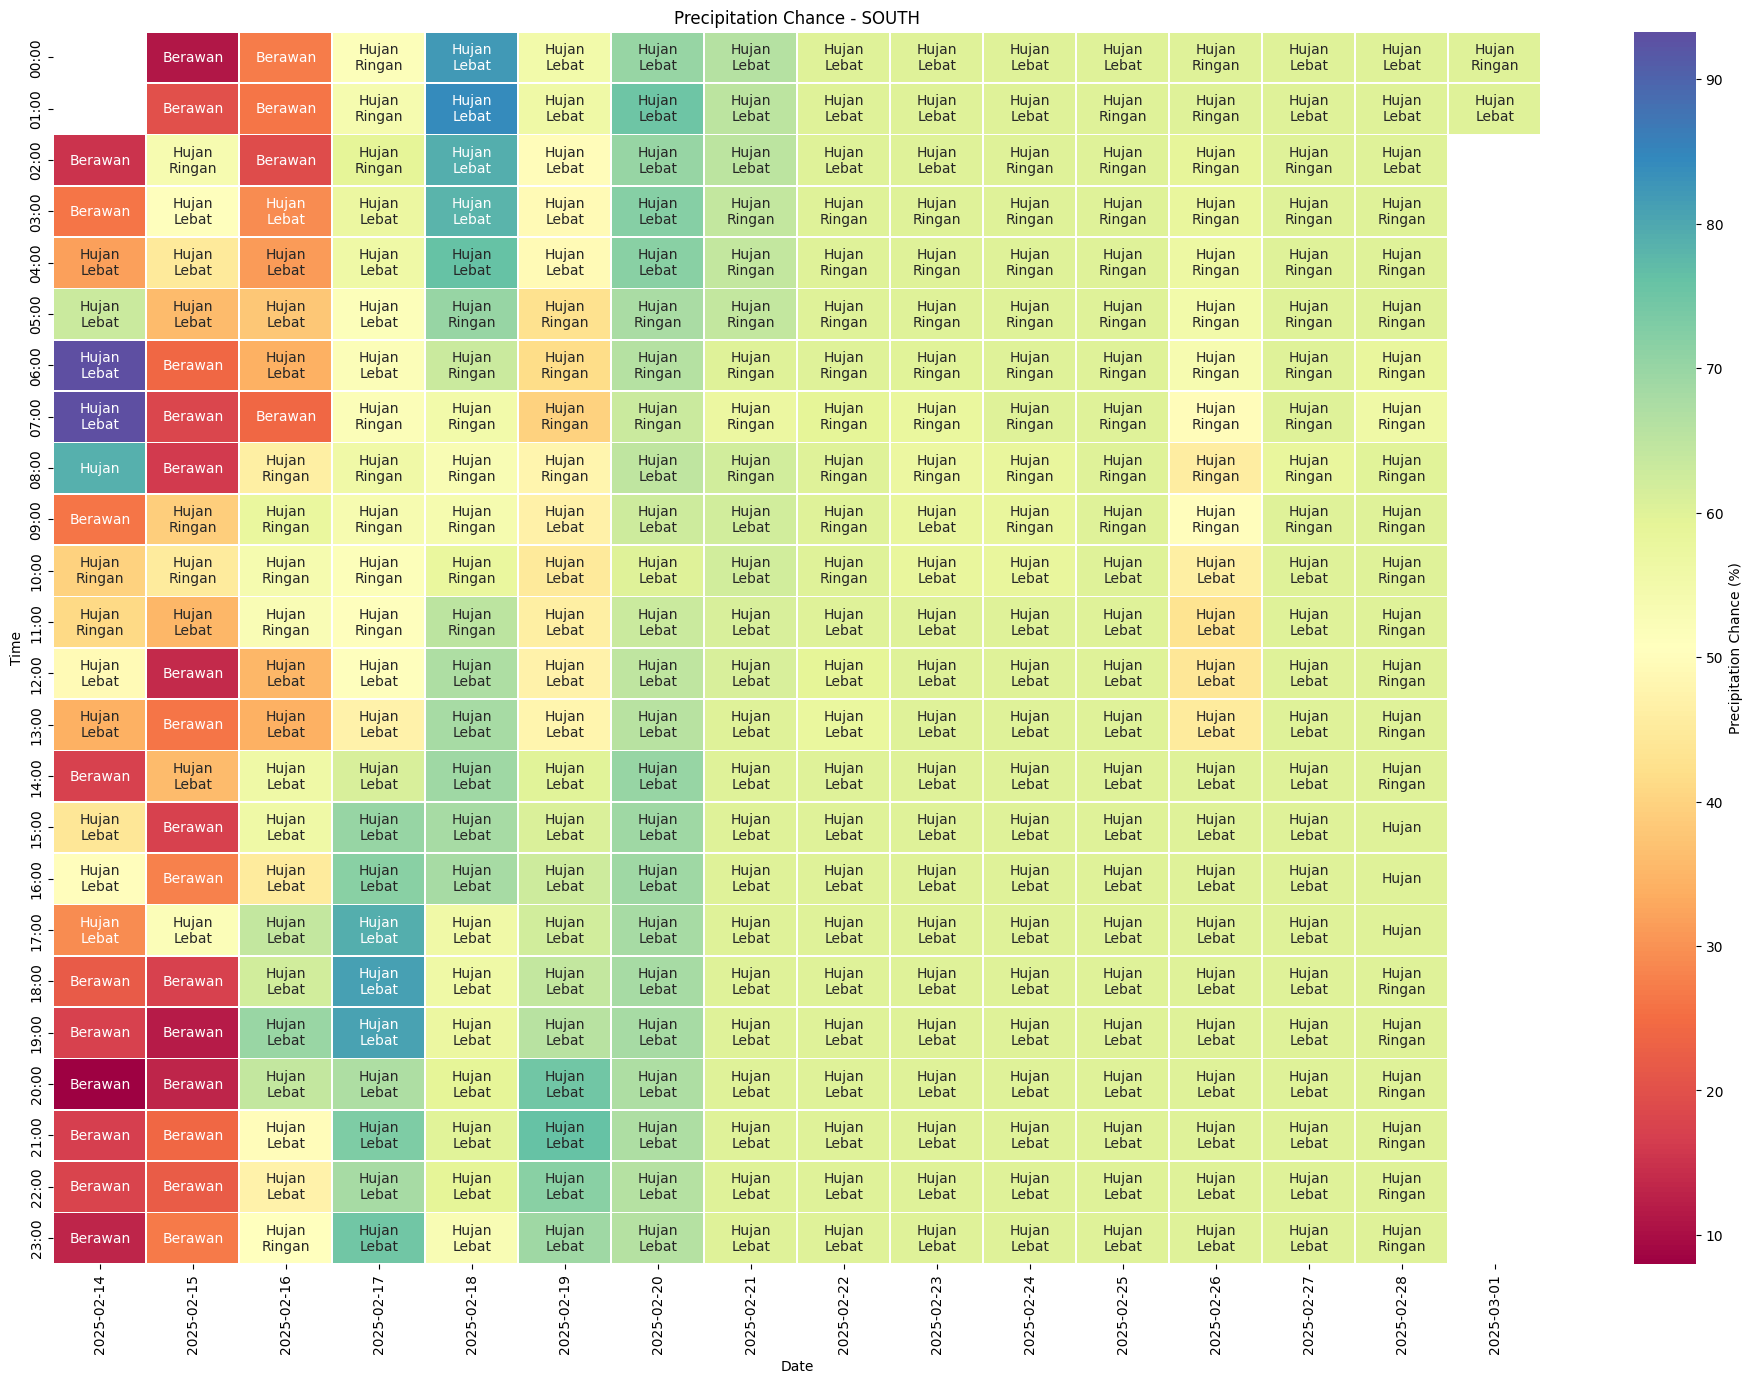 Precipitation Chance - SOUTH
00:00 Berawan Berawan Hujan Ringan Hujan Lebat Hujan Lebat Hujan Lebat Hujan Lebat Hujan Lebat Hujan Lebat Hujan Lebat Hujan Lebat Hujan Ringan Hujan Lebat Hujan Lebat Hujan Ringan
01:00 Berawan Berawan Hujan Ringan Hujan Lebat Hujan Lebat Hujan Lebat Hujan Lebat Hujan Lebat Hujan Lebat Hujan Lebat Hujan Ringan Hujan Ringan Hujan Lebat Hujan Lebat Hujan Lebat
02:00 Berawan Hujan Ringan Berawan Hujan Ringan Hujan Lebat Hujan Lebat Hujan Lebat Hujan Lebat Hujan Lebat Hujan Lebat Hujan Ringan Hujan Ringan Hujan Ringan Hujan Ringan Hujan Lebat
03:00 Berawan Hujan Lebat Hujan Lebat Hujan Lebat Hujan Lebat Hujan Lebat Hujan Lebat Hujan Ringan Hujan Ringan Hujan Ringan Hujan Ringan Hujan Ringan Hujan Ringan Hujan Ringan Hujan Ringan
04:00 Hujan Lebat Hujan Lebat Hujan Lebat Hujan Lebat Hujan Lebat Hujan Lebat Hujan Lebat Hujan Ringan Hujan Ringan Hujan Ringan Hujan Ringan Hujan Ringan Hujan Ringan Hujan Ringan Hujan Ringan
05:00 Hujan Lebat Hujan Lebat Hujan Lebat Hujan Lebat Hujan Ringan Hujan Ringan Hujan Ringan Hujan Ringan Hujan Ringan Hujan Ringan Hujan Ringan Hujan Ringan Hujan Ringan Hujan Ringan Hujan Ringan
06:00 Hujan Lebat Berawan Hujan Lebat Hujan Lebat Hujan Ringan Hujan Ringan Hujan Ringan Hujan Ringan Hujan Ringan Hujan Ringan Hujan Ringan Hujan Ringan Hujan Ringan Hujan Ringan Hujan Ringan
07:00 Hujan Lebat Berawan Berawan Hujan Ringan Hujan Ringan Hujan Ringan Hujan Ringan Hujan Ringan Hujan Ringan Hujan Ringan Hujan Ringan Hujan Ringan Hujan Ringan Hujan Ringan Hujan Ringan
08:00 Hujan Berawan Hujan Ringan Hujan Ringan Hujan Ringan Hujan Ringan Hujan Lebat Hujan Ringan Hujan Ringan Hujan Ringan Hujan Ringan Hujan Ringan Hujan Ringan Hujan Ringan Hujan Ringan
09:00 Berawan Hujan Ringan Hujan Ringan Hujan Ringan Hujan Ringan Hujan Lebat Hujan Lebat Hujan Lebat Hujan Ringan Hujan Lebat Hujan Ringan Hujan Ringan Hujan Ringan Hujan Ringan Hujan Ringan
10:00 Hujan Ringan Hujan Ringan Hujan Ringan Hujan Ringan Hujan Ringan Hujan Lebat Hujan Lebat Hujan Lebat Hujan Ringan Hujan Lebat Hujan Lebat Hujan Lebat Hujan Lebat Hujan Lebat Hujan Ringan
11:00 Hujan Ringan Hujan Lebat Hujan Ringan Hujan Ringan Hujan Ringan Hujan Lebat Hujan Lebat Hujan Lebat Hujan Lebat Hujan Lebat Hujan Lebat Hujan Lebat Hujan Lebat Hujan Lebat Hujan Ringan
12:00 Hujan Lebat Berawan Hujan Lebat Hujan Lebat Hujan Lebat Hujan Lebat Hujan Lebat Hujan Lebat Hujan Lebat Hujan Lebat Hujan Lebat Hujan Lebat Hujan Lebat Hujan Lebat Hujan Ringan
13:00 Hujan Lebat Berawan Hujan Lebat Hujan Lebat Hujan Lebat Hujan Lebat Hujan Lebat Hujan Lebat Hujan Lebat Hujan Lebat Hujan Lebat Hujan Lebat Hujan Lebat Hujan Lebat Hujan Ringan
14:00 Berawan Hujan Lebat Hujan Lebat Hujan Lebat Hujan Lebat Hujan Lebat Hujan Lebat Hujan Lebat Hujan Lebat Hujan Lebat Hujan Lebat Hujan Lebat Hujan Lebat Hujan Lebat Hujan Ringan
15:00 Hujan Lebat Berawan Hujan Lebat Hujan Lebat Hujan Lebat Hujan Lebat Hujan Lebat Hujan Lebat Hujan Lebat Hujan Lebat Hujan Lebat Hujan Lebat Hujan Lebat Hujan Lebat Hujan
16:00 Hujan Lebat Berawan Hujan Lebat Hujan Lebat Hujan Lebat Hujan Lebat Hujan Lebat Hujan Lebat Hujan Lebat Hujan Lebat Hujan Lebat Hujan Lebat Hujan Lebat Hujan Lebat Hujan
17:00 Hujan Lebat Hujan Lebat Hujan Lebat Hujan Lebat Hujan Lebat Hujan Lebat Hujan Lebat Hujan Lebat Hujan Lebat Hujan Lebat Hujan Lebat Hujan Lebat Hujan Lebat Hujan Lebat Hujan
18:00 Berawan Berawan Hujan Lebat Hujan Lebat Hujan Lebat Hujan Lebat Hujan Lebat Hujan Lebat Hujan Lebat Hujan Lebat Hujan Lebat Hujan Lebat Hujan Lebat Hujan Lebat Hujan Ringan
19:00 Berawan Berawan Hujan Lebat Hujan Lebat Hujan Lebat Hujan Lebat Hujan Lebat Hujan Lebat Hujan Lebat Hujan Lebat Hujan Lebat Hujan Lebat Hujan Lebat Hujan Lebat Hujan Ringan
20:00 Berawan Berawan Hujan Lebat Hujan Lebat Hujan Lebat Hujan Lebat Hujan Lebat Hujan Lebat Hujan Lebat Hujan Lebat Hujan Lebat Hujan Lebat Hujan Lebat Hujan Lebat Hujan Ringan
21:00 Berawan Berawan Hujan Lebat Hujan Lebat Hujan Lebat Hujan Lebat Hujan Lebat Hujan Lebat Hujan Lebat Hujan Lebat Hujan Lebat Hujan Lebat Hujan Lebat Hujan Lebat Hujan Ringan
22:00 Berawan Berawan Hujan Lebat Hujan Lebat Hujan Lebat Hujan Lebat Hujan Lebat Hujan Lebat Hujan Lebat Hujan Lebat Hujan Lebat Hujan Lebat Hujan Lebat Hujan Lebat Hujan Ringan
23:00 Berawan Berawan Hujan Ringan Hujan Lebat Hujan Lebat Hujan Lebat Hujan Lebat Hujan Lebat Hujan Lebat Hujan Lebat Hujan Lebat Hujan Lebat Hujan Lebat Hujan Lebat Hujan Ringan
Time
2025-02-14 2025-02-15 2025-02-16 2025-02-17 2025-02-18 2025-02-19 2025-02-20 2025-02-21 2025-02-22 2025-02-23 2025-02-24 2025-02-25 2025-02-26 2025-02-27 2025-02-28 2025-03-01
Date
90
80
70
60
50
40
30
20
10
Precipitation Chance (%)